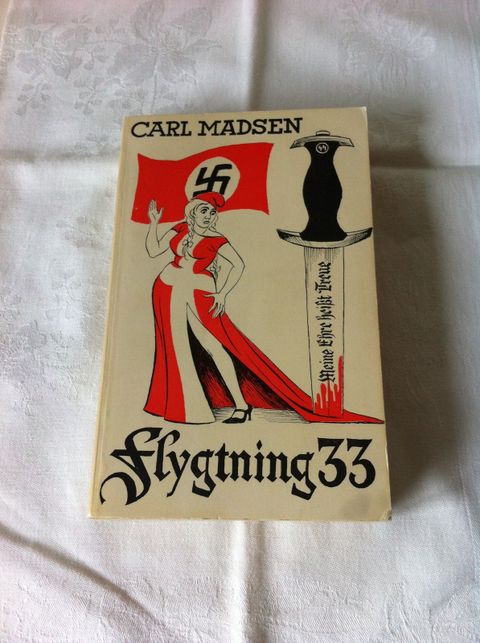 CARL MADSEN
Meine Ehre heißt Treue
Flygtning 33